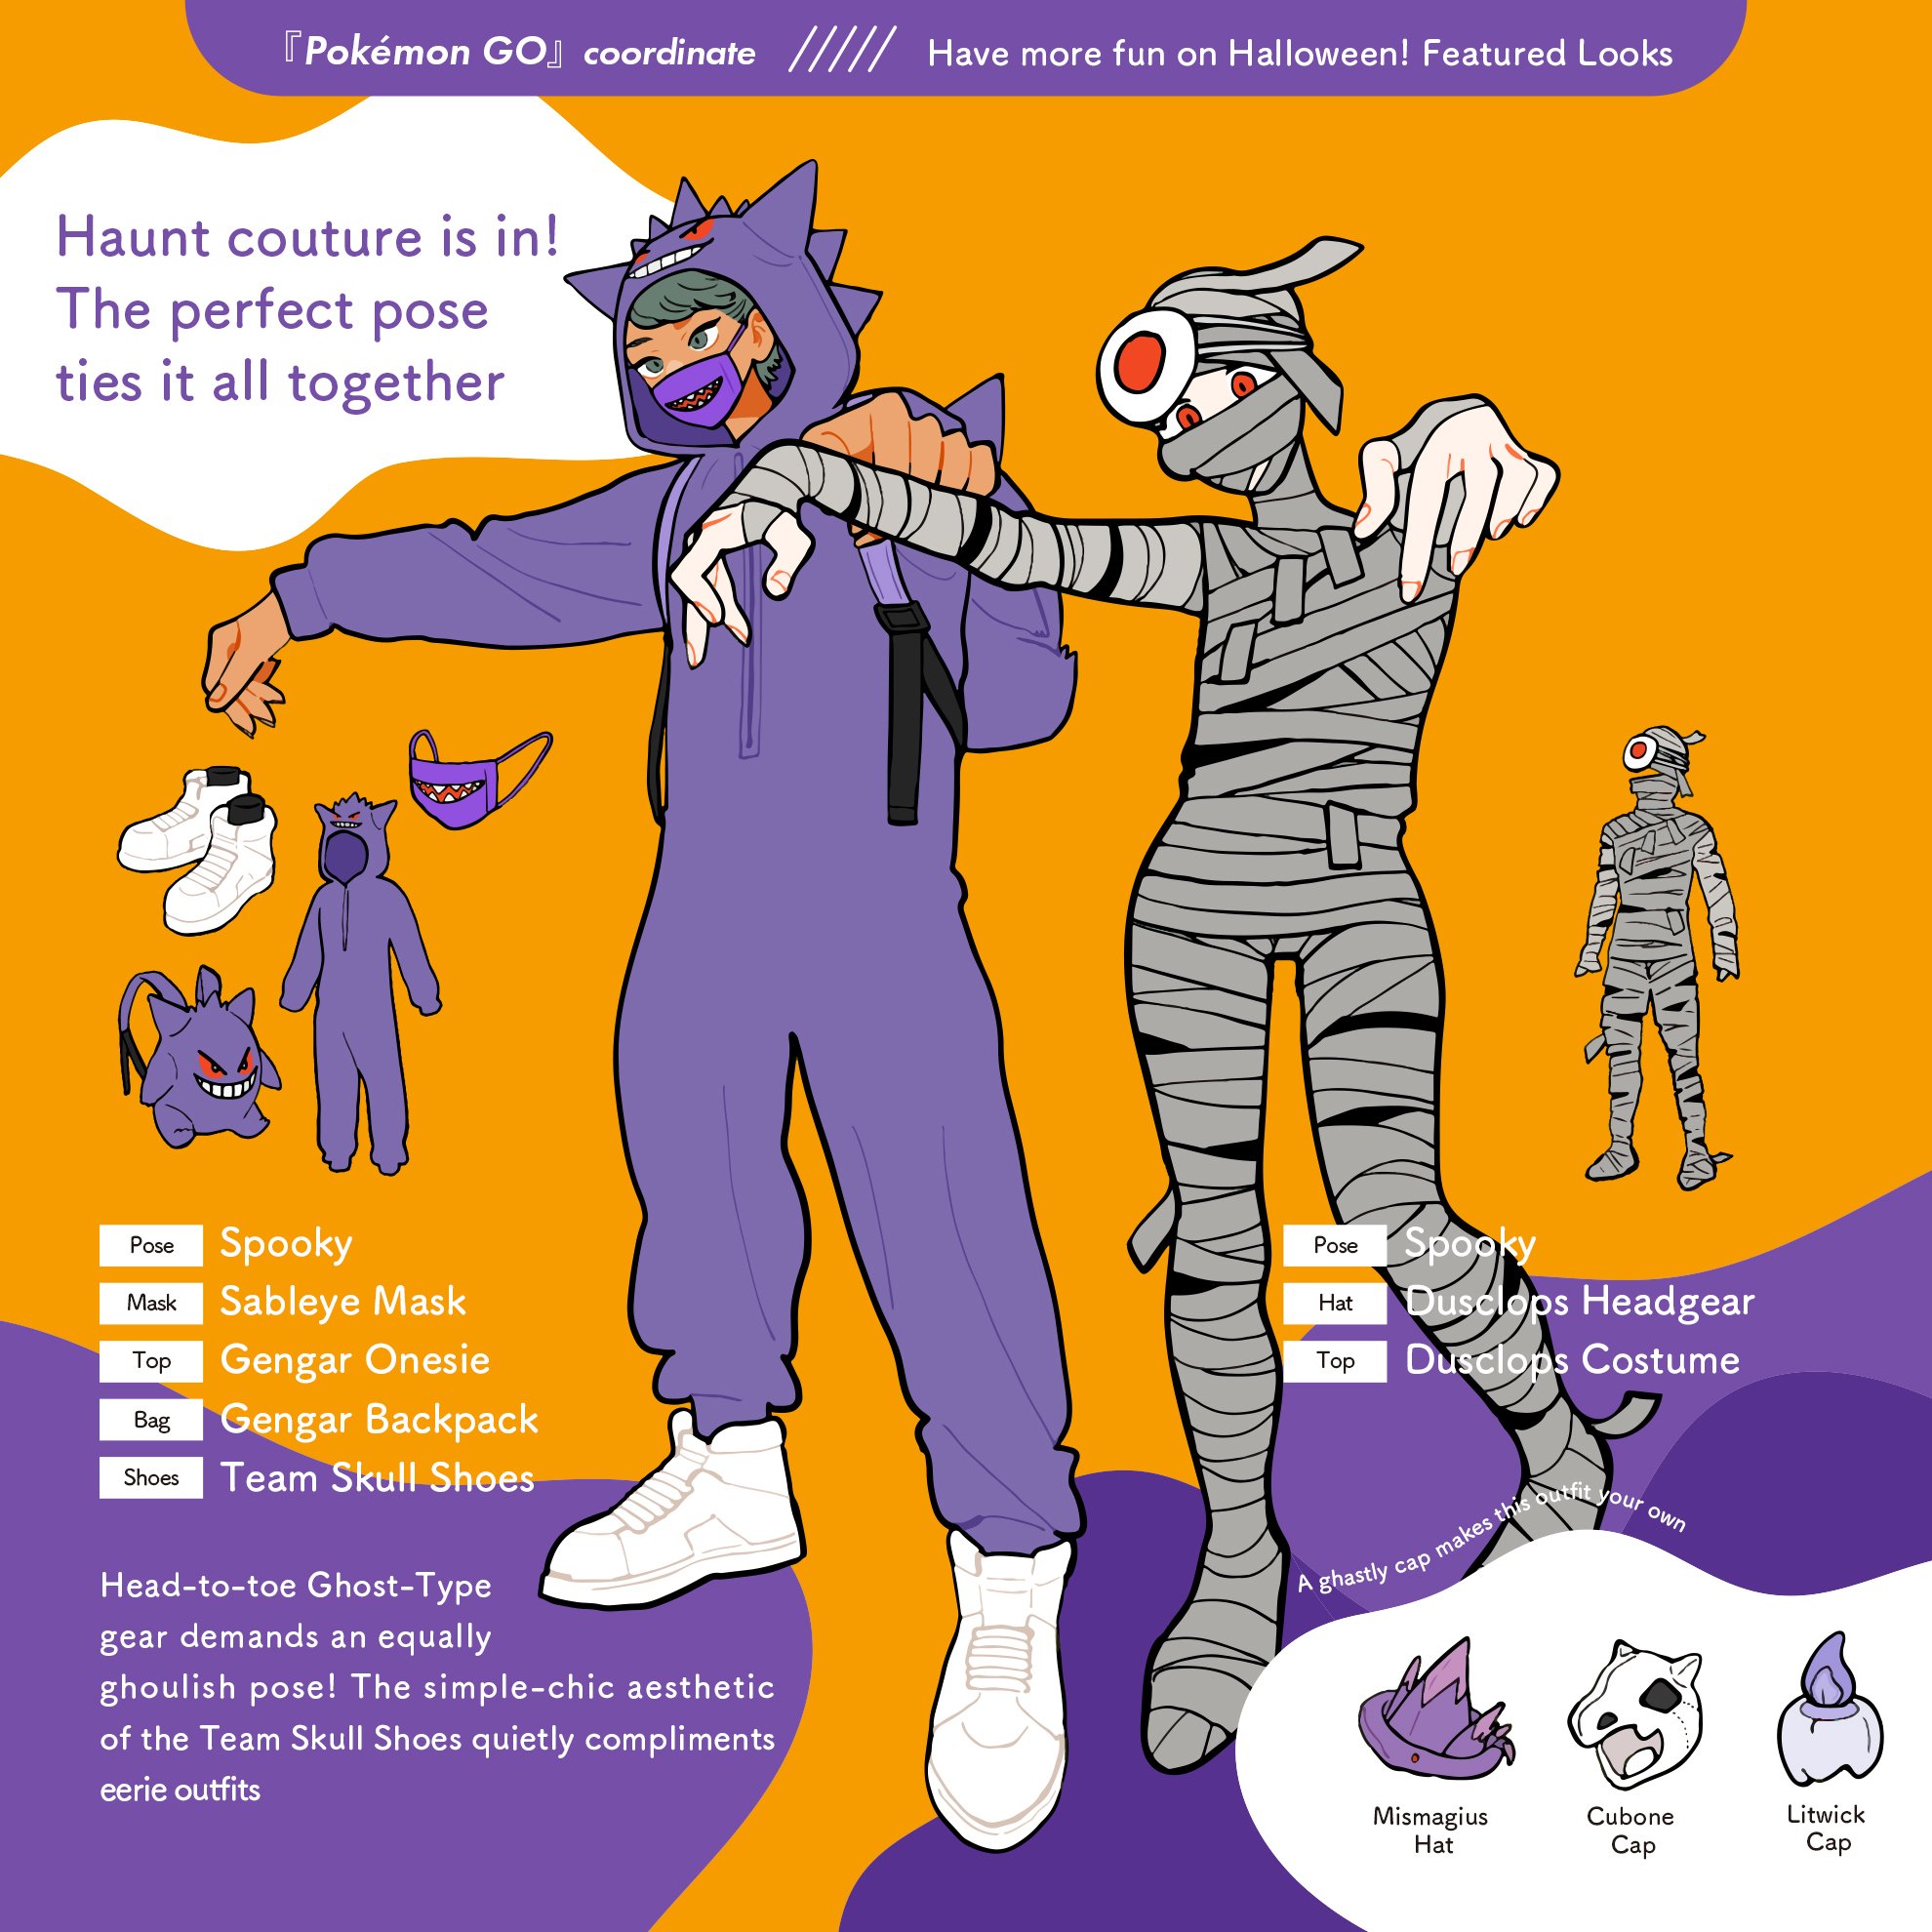 『Pokémon GO』 coordinate ////// Have more fun on Halloween! Featured Looks
Haunt couture is in!
The perfect pose
ties it all together
Pose Spooky
Mask Sableye Mask
Top Gengar Onesie
Bag Gengar Backpack
Shoes Team Skull Shoes
Head-to-toe Ghost-Type
gear demands an equally
ghoulish pose! The simple-chic aesthetic
of the Team Skull Shoes quietly compliments
eerie outfits
Pose Spooky
Hat Dusclops Headgear
Top Dusclops Costume
A ghastly cap makes this outfit your own
Mismagius
Hat
Cubone
Cap
Litwick
Cap